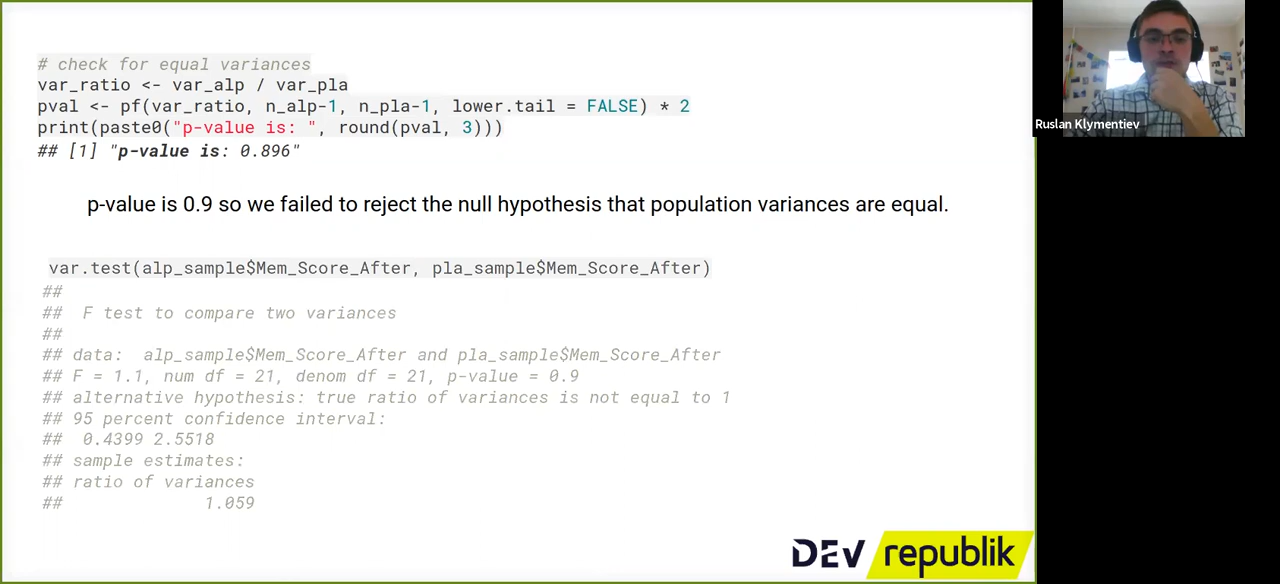 # check for equal variances
var_ratio <- var_alp / var_pla
pval <- pf(var_ratio, n_alp-1, n_pla-1, lower.tail = FALSE) * 2
print(paste0("p-value is: ", round(pval, 3)))
## [1] "p-value is: 0.896"
p-value is 0.9 so we failed to reject the null hypothesis that population variances are equal.
var.test(alp_sample$Mem_Score_After, pla_sample$Mem_Score_After)
##
## F test to compare two variances
##
## data: alp_sample$Mem_Score_After and pla_sample$Mem_Score_After
## F = 1.1, num df = 21, denom df = 21, p-value = 0.9
## alternative hypothesis: true ratio of variances is not equal to 1
## 95 percent confidence interval:
## 0.4399 2.5518
## sample estimates:
## ratio of variances
## 1.059
DEV republik
Ruslan Klymentiev